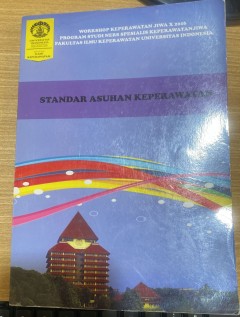 WORKSHOP KEPERAWATAN JIWA X 2016
PROGRAM STUDI NERS SPESIALIS KEPERAWATAN JIWA
FAKULTAS ILMU KEPERAWATAN UNIVERSITAS INDONESIA
STANDAR ASUHAN KEPERAWATAN